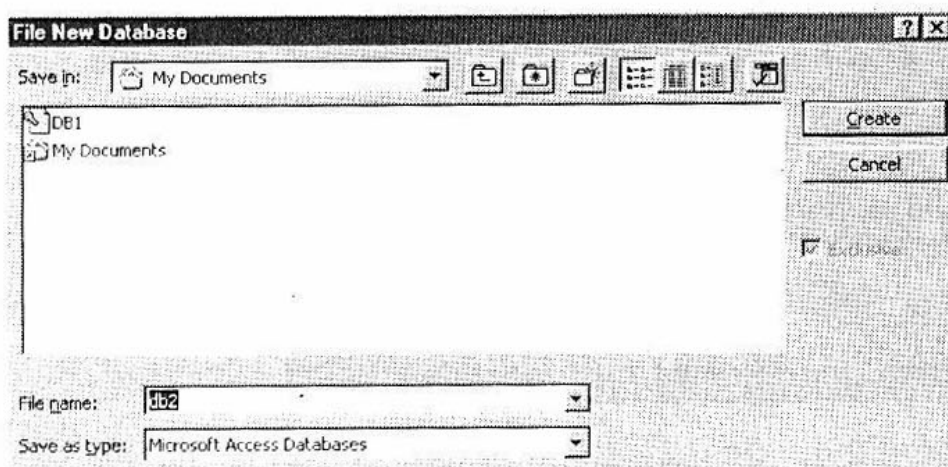 File New Database
Save in: My Documents
DB1
My Documents
Create
Cancel
Exclusive
File name: db2
Save as type: Microsoft Access Databases